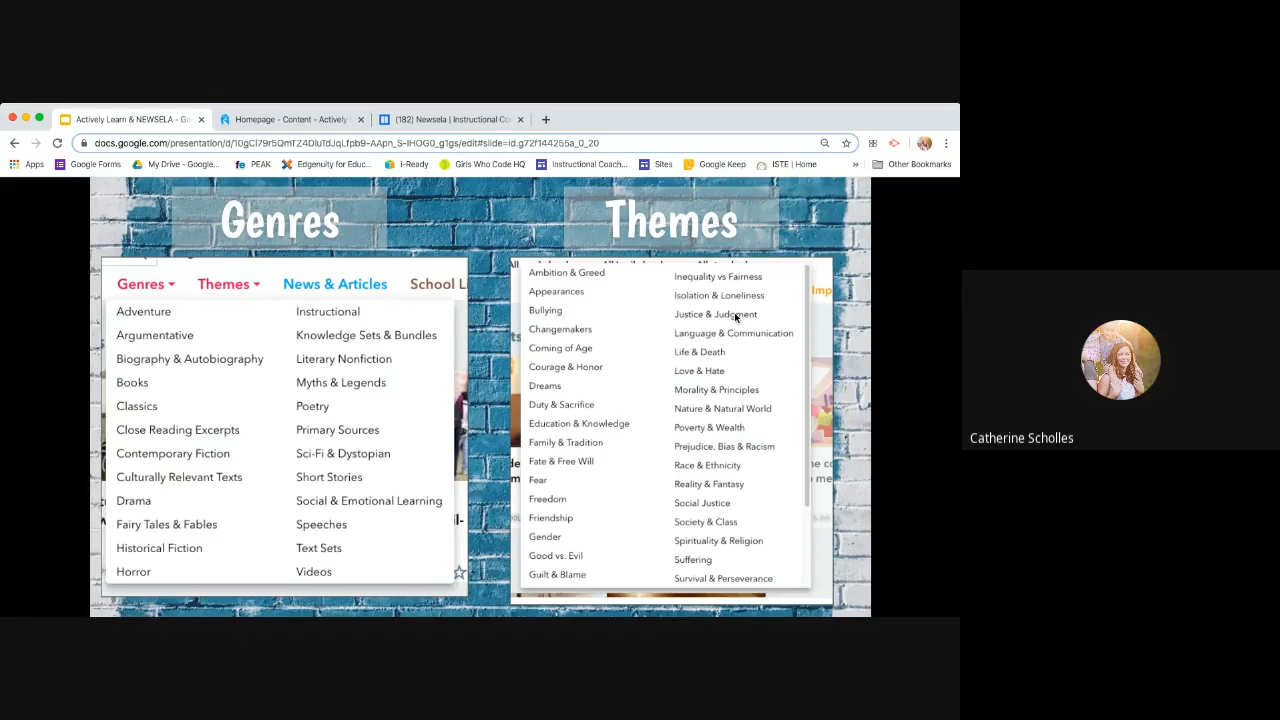 Actively Learn & NEWSELA - Go
Homepage - Content - Actively
(182) Newsela | Instructional Co
docs.google.com/presentation/d/10gCl79r5QmTZ4DIuTdJqLfpb9-AApn_S-IHOG0_g1gs/edit#slide=id.g72f144255a_0_20
Apps Google Forms My Drive - Google... PEAK Edgenuity for Educ... i-Ready Girls Who Code HQ Instructional Coach... Sites Google Keep ISTE | Home » Other Bookmarks
Genres
Genres Themes News & Articles School Li
Adventure
Argumentative
Biography & Autobiography
Books
Classics
Close Reading Excerpts
Contemporary Fiction
Culturally Relevant Texts
Drama
Fairy Tales & Fables
Historical Fiction
Horror
Instructional
Knowledge Sets & Bundles
Literary Nonfiction
Myths & Legends
Poetry
Primary Sources
Sci-Fi & Dystopian
Short Stories
Social & Emotional Learning
Speeches
Text Sets
Videos
Themes
Ambition & Greed
Appearances
Bullying
Changemakers
Coming of Age
Courage & Honor
Dreams
Duty & Sacrifice
Education & Knowledge
Family & Tradition
Fate & Free Will
Fear
Freedom
Friendship
Gender
Good vs. Evil
Guilt & Blame
Inequality vs Fairness
Isolation & Loneliness
Justice & Judgment
Language & Communication
Life & Death
Love & Hate
Morality & Principles
Nature & Natural World
Poverty & Wealth
Prejudice, Bias & Racism
Race & Ethnicity
Reality & Fantasy
Social Justice
Society & Class
Spirituality & Religion
Suffering
Survival & Perseverance
Imp
Catherine Scholles